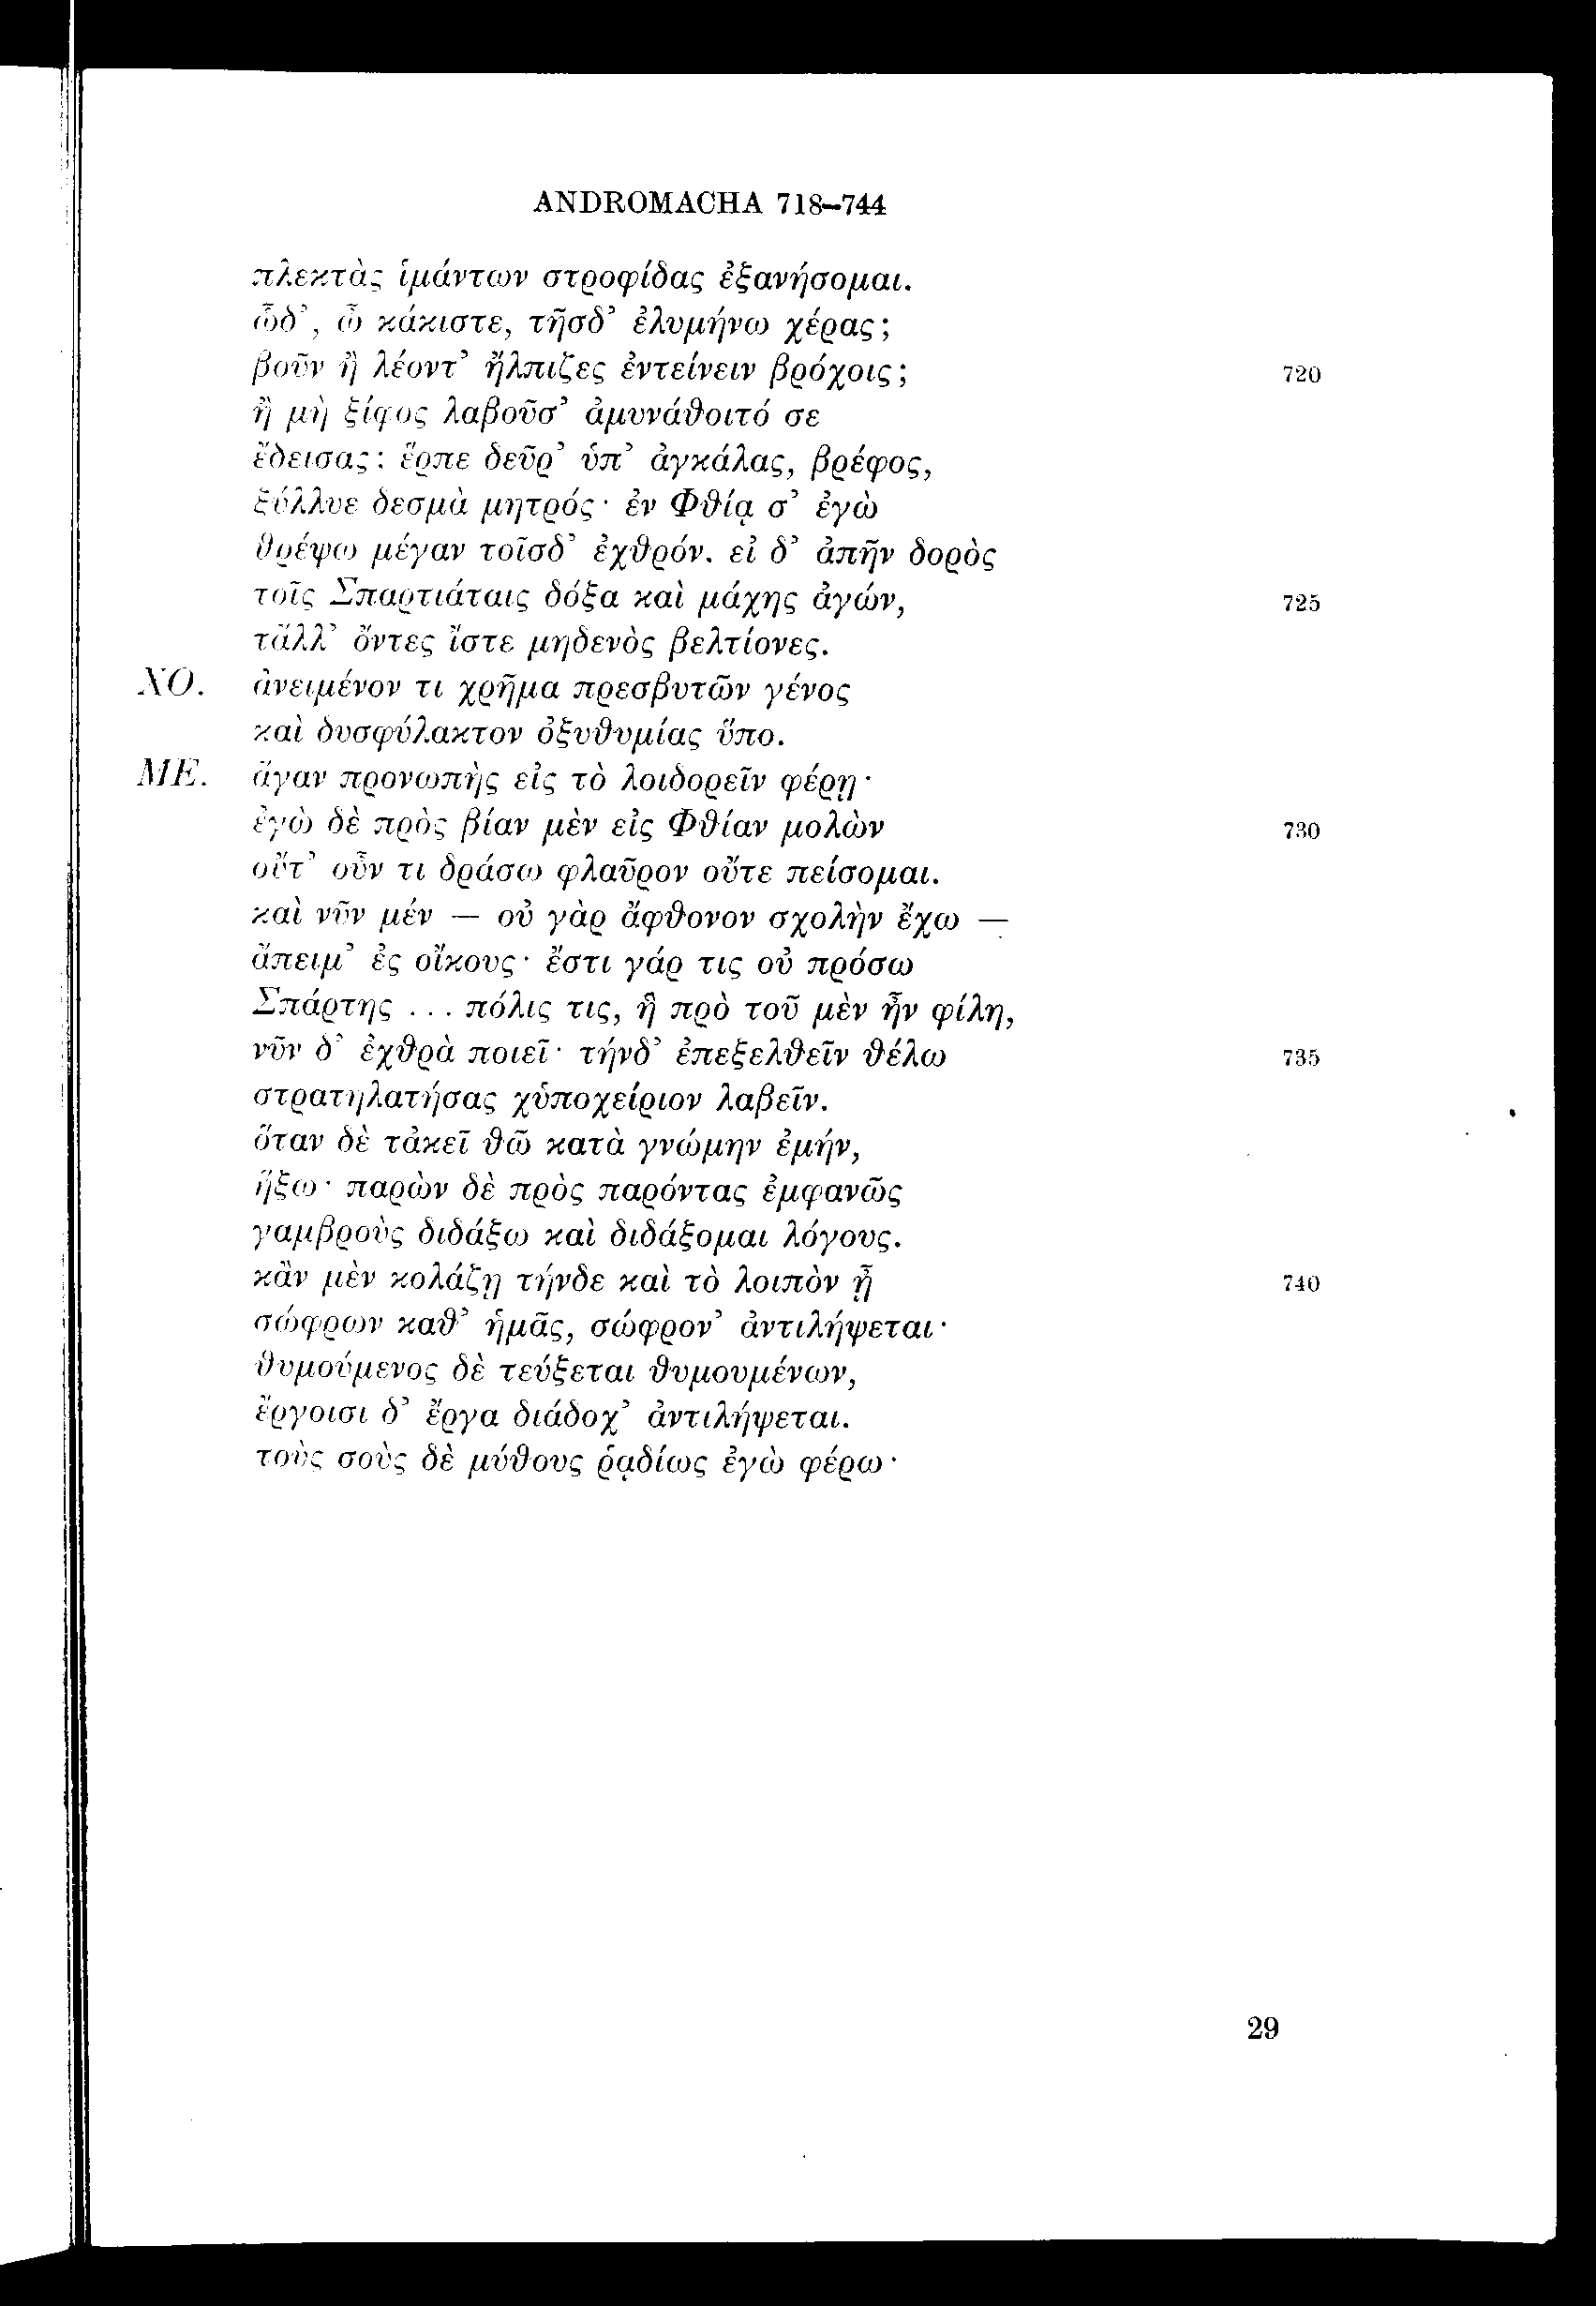 ANDROMACHA 718–744
πλεκτὰς ἱμάντων στροφίδας ἐξανήσομαι.
ὧδ’, ὦ κάκιστε, τῆσδ’ ἐλυμήνω χέρας;
βοῦν ἢ λέοντ’ ἤλπιζες ἐντείνειν βρόχοις; 720
ἢ μὴ ξίφος λαβοῦσ’ ἀμυνάθοιτό σε
ἔδεισας; ἕρπε δεῦρ’ ὑπ’ ἀγκάλας, βρέφος,
ξύλλυε δεσμὰ μητρός· ἐν Φθίᾳ σ’ ἐγὼ
θρέψω μέγαν τοῖσδ’ ἐχθρόν. εἰ δ’ ἀπῆν δορὸς
τοῖς Σπαρτιάταις δόξα καὶ μάχης ἀγών, 725
τἄλλ’ ὄντες ἴστε μηδενὸς βελτίονες.
ΧΟ. ἀνειμένον τι χρῆμα πρεσβυτῶν γένος
καὶ δυσφύλακτον ὀξυθυμίας ὕπο.
ΜΕ. ἄγαν προνωπὴς εἰς τὸ λοιδορεῖν φέρῃ·
ἐγὼ δὲ πρὸς βίαν μὲν εἰς Φθίαν μολὼν 730
οὔτ’ οὖν τι δράσω φλαῦρον οὔτε πείσομαι.
καὶ νῦν μέν — οὐ γὰρ ἄφθονον σχολὴν ἔχω —
ἄπειμ’ ἐς οἴκους· ἔστι γάρ τις οὐ πρόσω
Σπάρτης ... πόλις τις, ἣ πρὸ τοῦ μὲν ἦν φίλη,
νῦν δ’ ἐχθρὰ ποιεῖ· τήνδ’ ἐπεξελθεῖν θέλω 735
στρατηλατήσας χὑποχείριον λαβεῖν.
ὅταν δὲ τἀκεῖ θῶ κατὰ γνώμην ἐμήν,
ἥξω· παρὼν δὲ πρὸς παρόντας ἐμφανῶς
γαμβροὺς διδάξω καὶ διδάξομαι λόγους.
κἂν μὲν κολάζῃ τήνδε καὶ τὸ λοιπὸν ᾖ 740
σώφρων καθ’ ἡμᾶς, σώφρον’ ἀντιλήψεται·
θυμούμενος δὲ τεύξεται θυμουμένων,
ἔργοισι δ’ ἔργα διάδοχ’ ἀντιλήψεται.
τοὺς σοὺς δὲ μύθους ῥᾳδίως ἐγὼ φέρω·
29